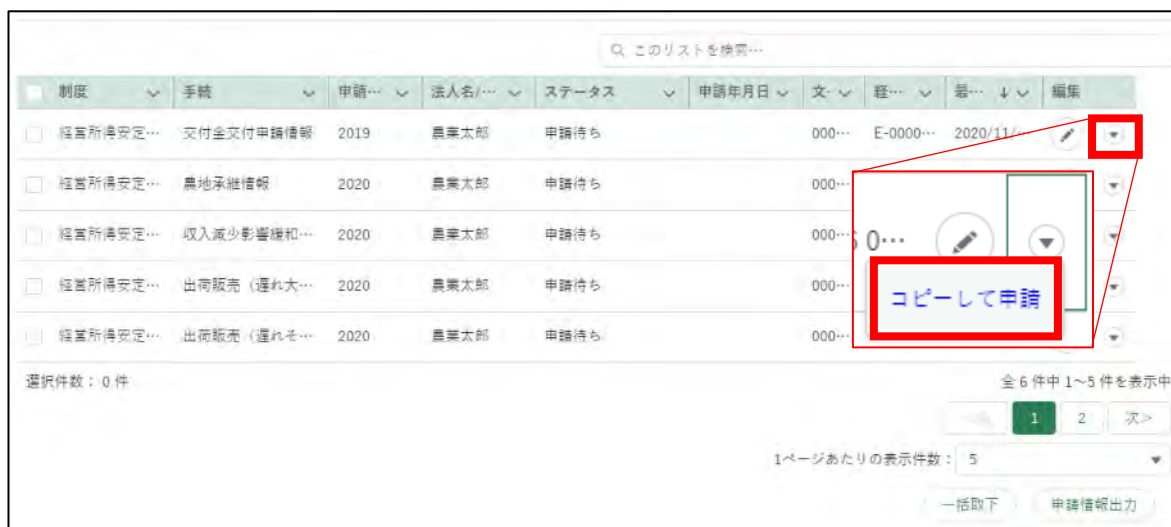 このリストを検索…
制度 手続 申請… 法人名/… ステータス 申請年月日 文… 経… 最… ↓ 編集
経営所得安定… 交付金交付申請情報 2019 農業太郎 申請待ち 000… E-0000… 2020/11/…
経営所得安定… 農地承継情報 2020 農業太郎 申請待ち 000…
経営所得安定… 収入減少影響緩和… 2020 農業太郎 申請待ち 000…
0…
コピーして申請
経営所得安定… 出荷販売（遅れ大… 2020 農業太郎 申請待ち 000…
経営所得安定… 出荷販売（遅れそ… 2020 農業太郎 申請待ち 000…
選択件数：0 件
全 6 件中 1～5 件を表示中
1 2 次>
1ページあたりの表示件数： 5
一括取下 申請情報出力